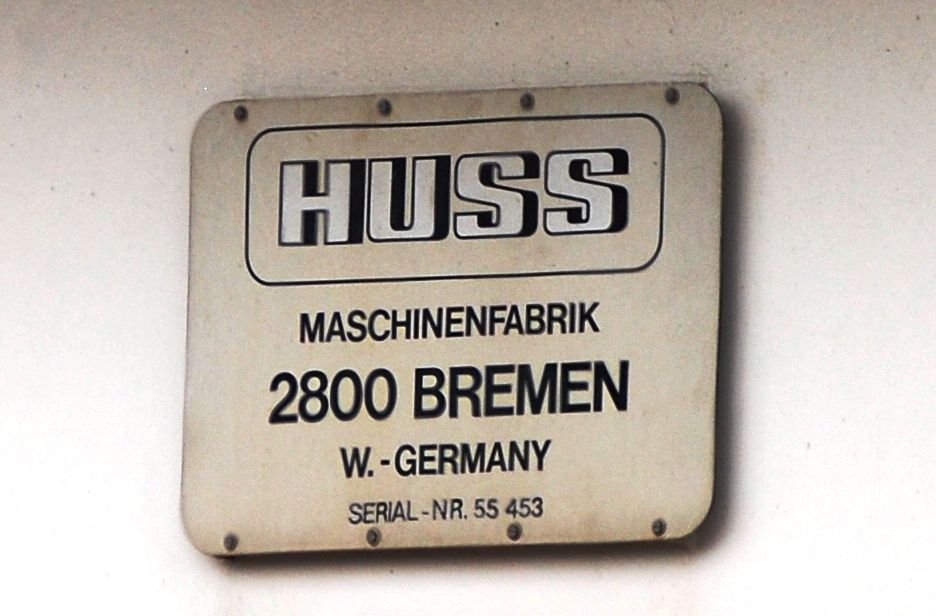 HUSS
MASCHINENFABRIK
2800 BREMEN
W.-GERMANY
SERIAL-NR. 55 453